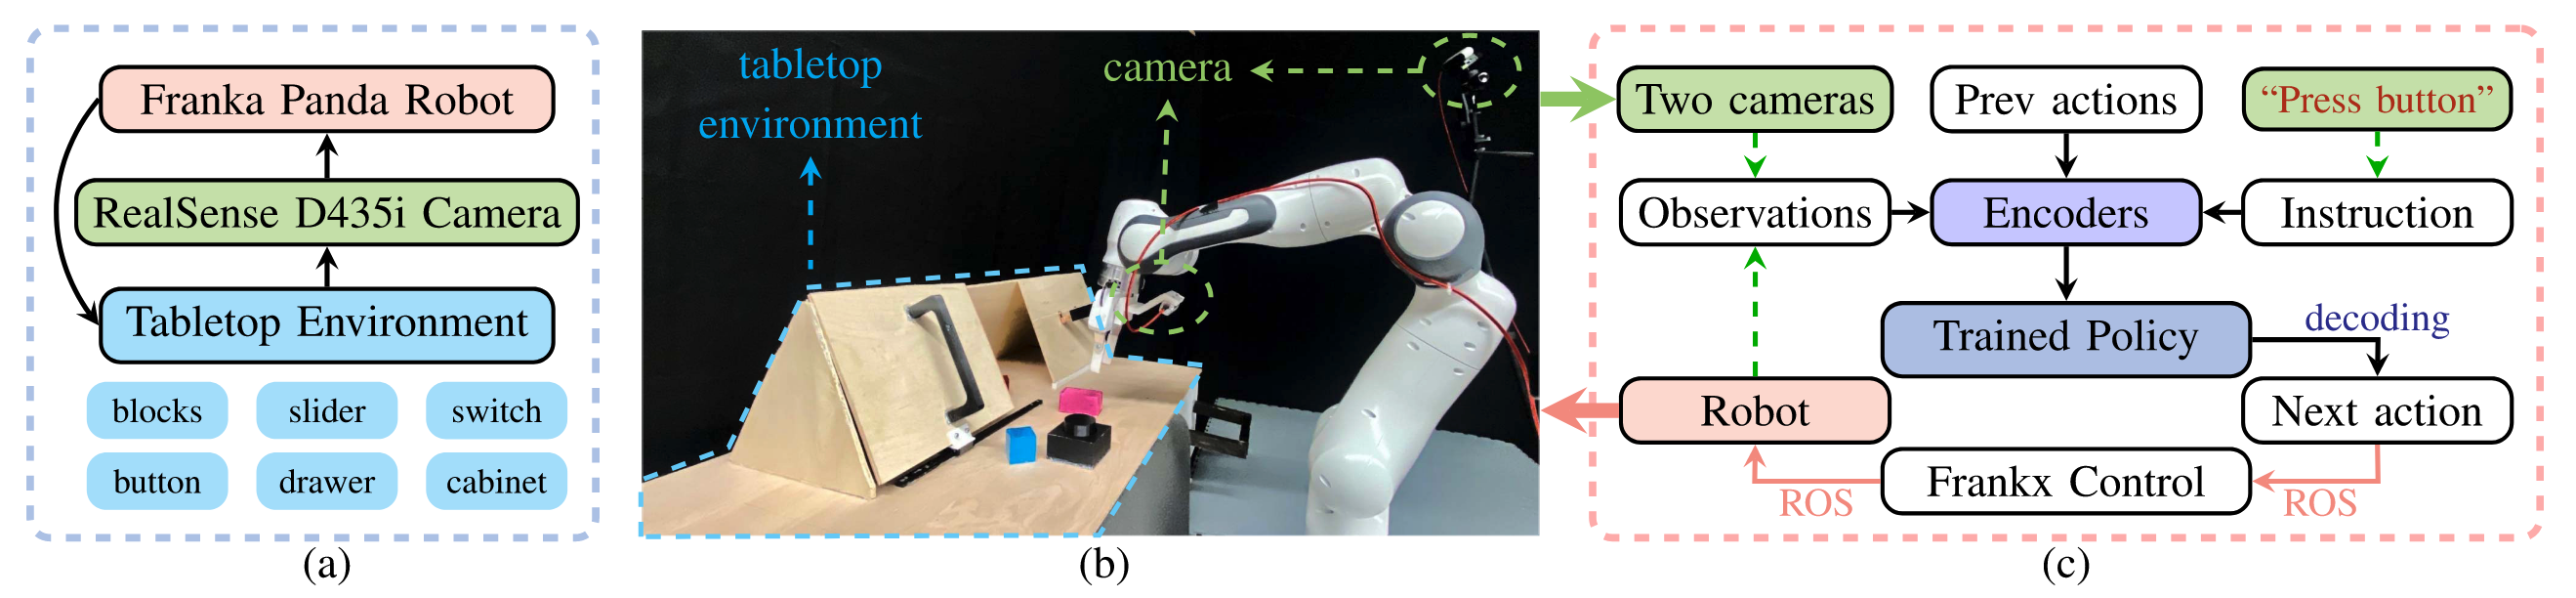 Franka Panda Robot
RealSense D435i Camera
Tabletop Environment
blocks
slider
switch
button
drawer
cabinet
(a)
tabletop
environment
camera
(b)
Two cameras
Prev actions
“Press button”
Observations
Encoders
Instruction
Trained Policy
decoding
Robot
Next action
Frankx Control
ROS
ROS
(c)